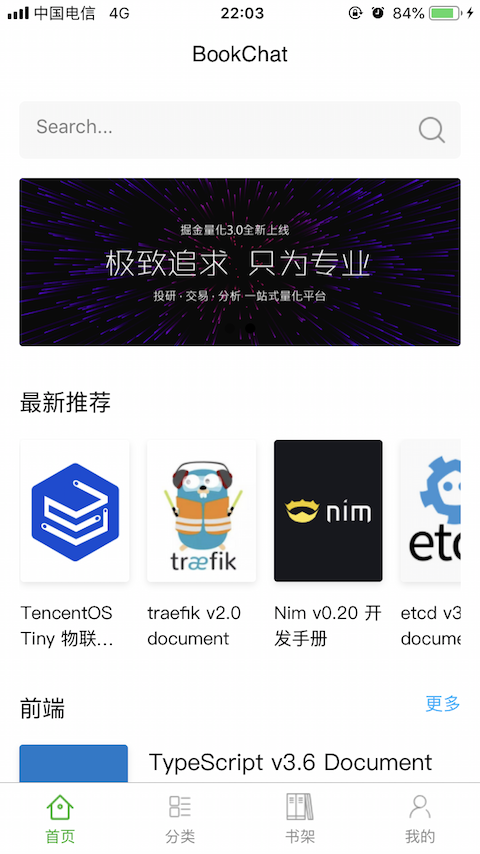 中国电信 4G 22:03 84%
BookChat
Search...
掘金量化3.0全新上线
极致追求 只为专业
投研·交易·分析 一站式量化平台
最新推荐
træfik
nim
etc
TencentOS
Tiny 物联...
traefik v2.0
document
Nim v0.20 开
发手册
etcd v3
docume
前端
更多
TypeScript v3.6 Document
首页
分类
书架
我的